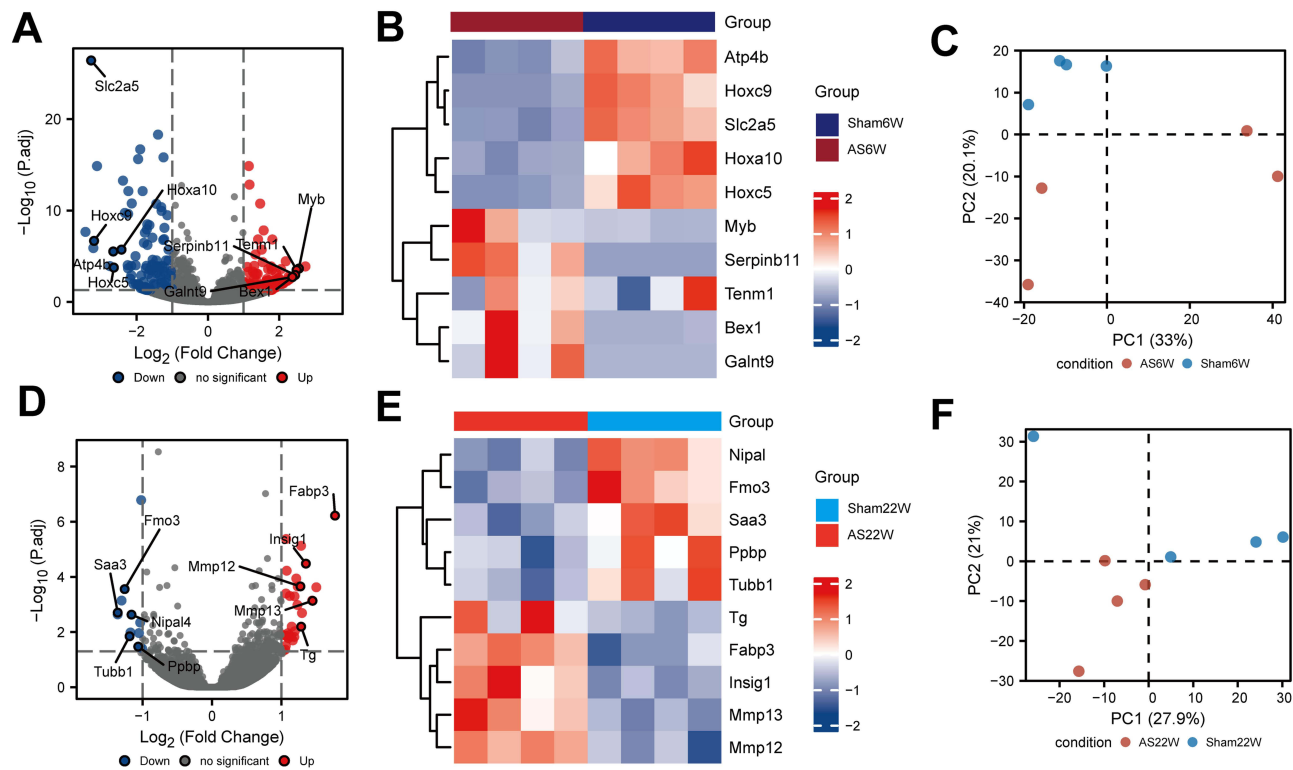 A
Slc2a5
Hoxa10
Hoxc9
Atp4b
Hoxc5
Myb
Serpinb11
Tenm1
Galnt9
Bex1
20
10
0
−2
0
2
−Log10 (P.adj)
Log2 (Fold Change)
Down
no significant
Up
B
Group
Atp4b
Hoxc9
Slc2a5
Hoxa10
Hoxc5
Myb
Serpinb11
Tenm1
Bex1
Galnt9
Group
Sham6W
AS6W
2
1
0
−1
−2
C
20
10
0
−10
−20
−30
−40
−20
0
20
40
PC2 (20.1%)
PC1 (33%)
condition
AS6W
Sham6W
D
Fabp3
Fmo3
Insig1
Saa3
Mmp12
Mmp13
Nipal4
Tubb1
Ppbp
Tg
8
6
4
2
0
−1
0
1
−Log10 (P.adj)
Log2 (Fold Change)
Down
no significant
Up
E
Group
Nipal
Fmo3
Saa3
Ppbp
Tubb1
Tg
Fabp3
Insig1
Mmp13
Mmp12
Group
Sham22W
AS22W
2
1
0
−1
−2
F
30
20
10
0
−10
−20
−30
−20
−10
0
10
20
30
PC2 (21%)
PC1 (27.9%)
condition
AS22W
Sham22W